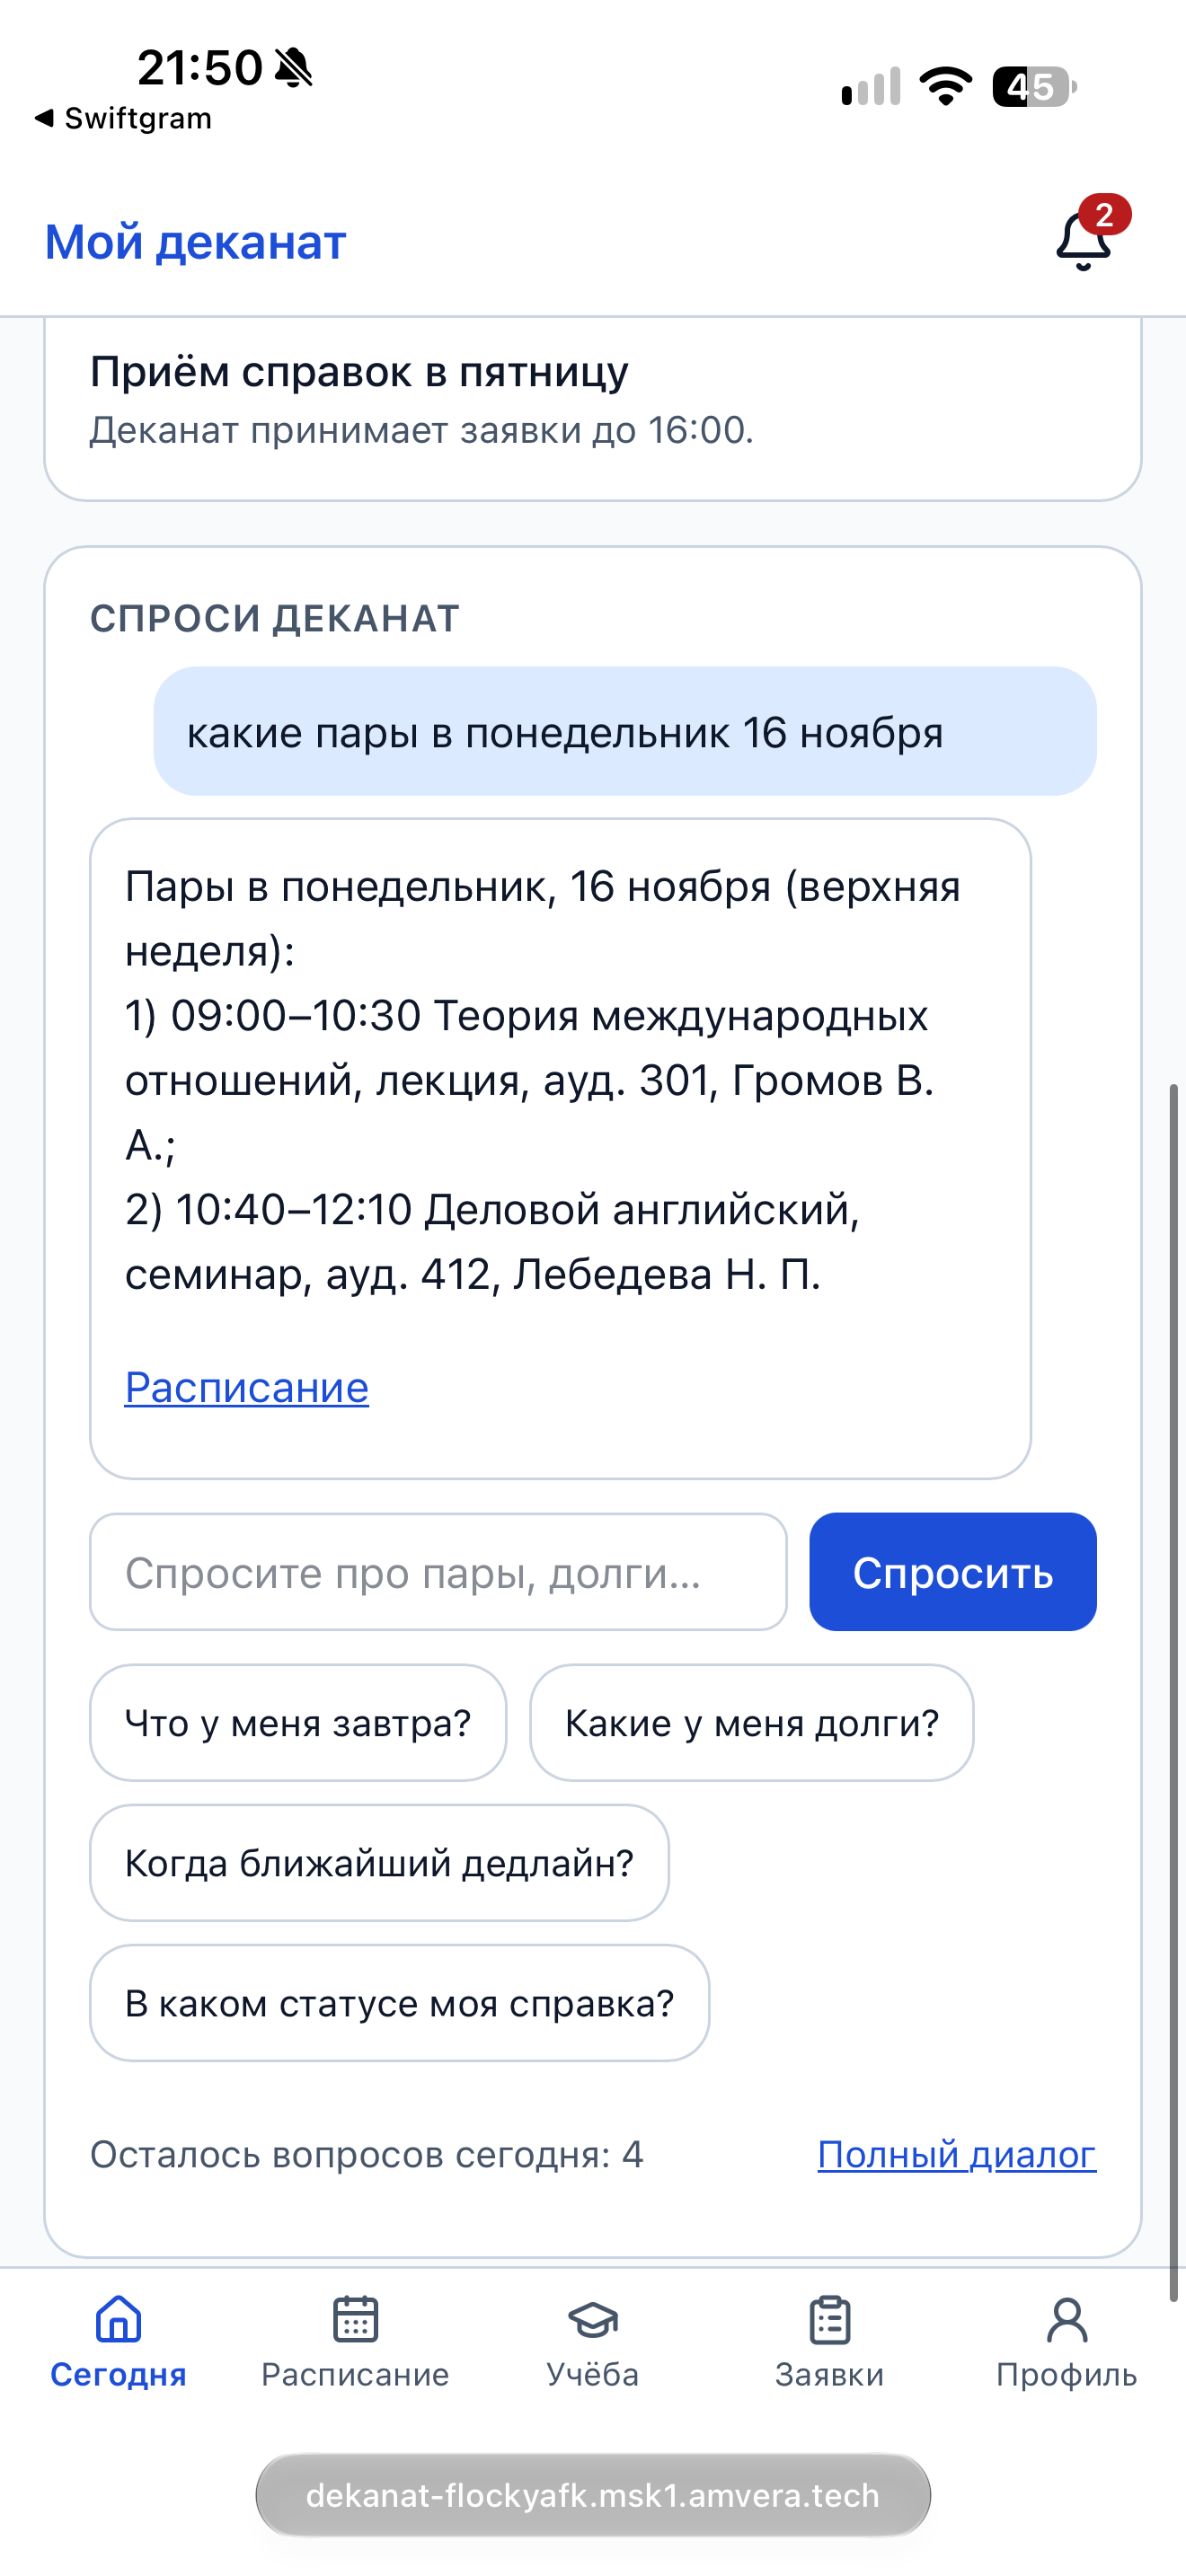 21:50
45
◀ Swiftgram
Мой деканат
2
Приём справок в пятницу
Деканат принимает заявки до 16:00.
СПРОСИ ДЕКАНАТ
какие пары в понедельник 16 ноября
Пары в понедельник, 16 ноября (верхняя
неделя):
1) 09:00–10:30 Теория международных
отношений, лекция, ауд. 301, Громов В.
А.;
2) 10:40–12:10 Деловой английский,
семинар, ауд. 412, Лебедева Н. П.
Расписание
Спросите про пары, долги...
Спросить
Что у меня завтра?
Какие у меня долги?
Когда ближайший дедлайн?
В каком статусе моя справка?
Осталось вопросов сегодня: 4
Полный диалог
Сегодня
Расписание
Учёба
Заявки
Профиль
dekanat-flockyafk.msk1.amvera.tech